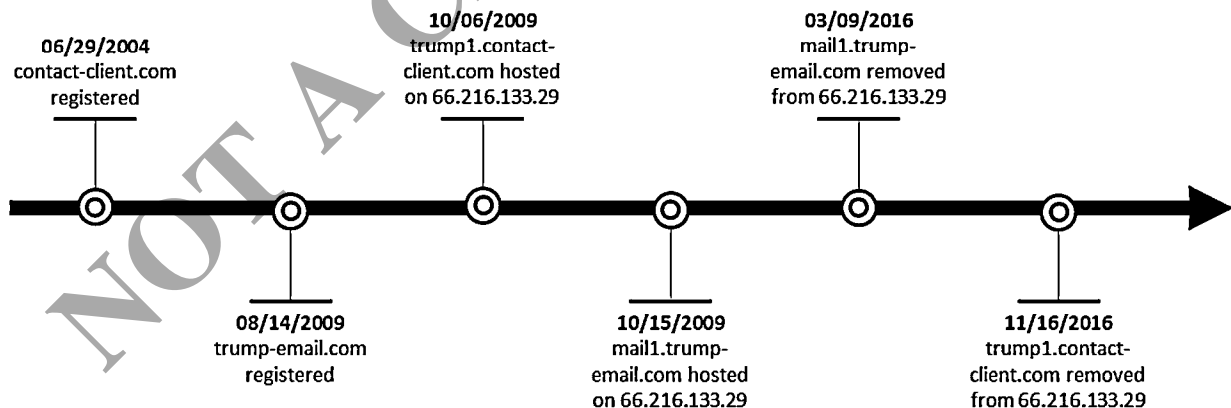 06/29/2004
contact-client.com
registered
08/14/2009
trump-email.com
registered
10/06/2009
trump1.contact-
client.com hosted
on 66.216.133.29
10/15/2009
mail1.trump-
email.com hosted
on 66.216.133.29
03/09/2016
mail1.trump-
email.com removed
from 66.216.133.29
11/16/2016
trump1.contact-
client.com removed
from 66.216.133.29
NOT A